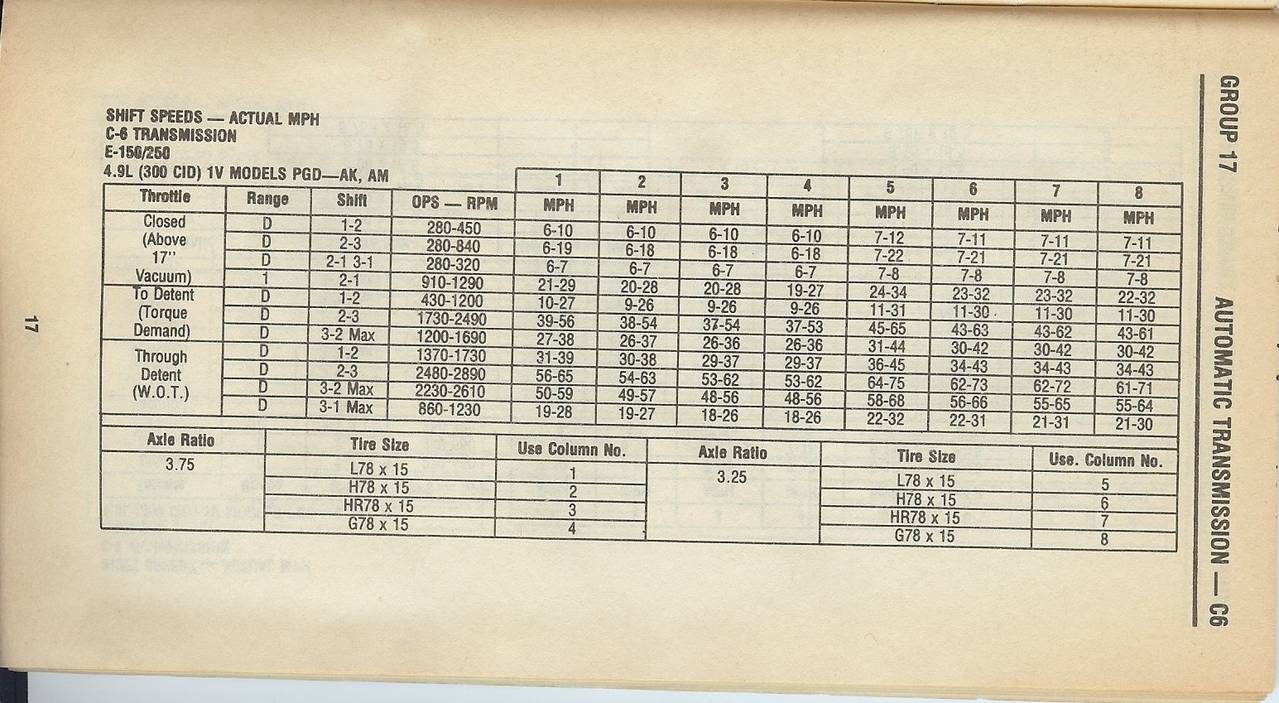 GROUP 17 AUTOMATIC TRANSMISSION — C6
SHIFT SPEEDS — ACTUAL MPH
C-6 TRANSMISSION
E-150/250
4.9L (300 CID) 1V MODELS PGD—AK, AM
1 2 3 4 5 6 7 8
Throttle Range Shift OPS — RPM MPH MPH MPH MPH MPH MPH MPH MPH
Closed D 1-2 280-450 6-10 6-10 6-10 6-10 7-12 7-11 7-11 7-11
(Above D 2-3 280-840 6-19 6-18 6-18 6-18 7-22 7-21 7-21 7-21
17" D 2-1 3-1 280-320 6-7 6-7 6-7 6-7 7-8 7-8 7-8 7-8
Vacuum) 1 2-1 910-1290 21-29 20-28 20-28 19-27 24-34 23-32 23-32 22-32
To Detent D 1-2 430-1200 10-27 9-26 9-26 9-26 11-31 11-30 11-30 11-30
(Torque D 2-3 1730-2490 39-56 38-54 37-54 37-53 45-65 43-63 43-62 43-61
Demand) D 3-2 Max 1200-1690 27-38 26-37 26-36 26-36 31-44 30-42 30-42 30-42
Through D 1-2 1370-1730 31-39 30-38 29-37 29-37 36-45 34-43 34-43 34-43
Detent D 2-3 2480-2890 56-65 54-63 53-62 53-62 64-75 62-73 62-72 61-71
(W.O.T.) D 3-2 Max 2230-2610 50-59 49-57 48-56 48-56 58-68 56-66 55-65 55-64
D 3-1 Max 860-1230 19-28 19-27 18-26 18-26 22-32 22-31 21-31 21-30
Axle Ratio Tire Size Use Column No. Axle Ratio Tire Size Use. Column No.
3.75 L78 x 15 1 3.25 L78 x 15 5
H78 x 15 2 H78 x 15 6
HR78 x 15 3 HR78 x 15 7
G78 x 15 4 G78 x 15 8
17